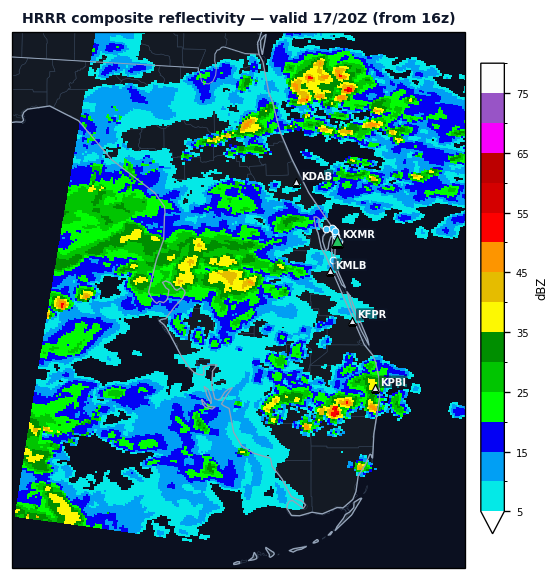 HRRR composite reflectivity — valid 17/20Z (from 16z)
KDAB
KXMR
KMLB
KFPR
KPBI
75
65
55
45
35
25
15
5
dBZ